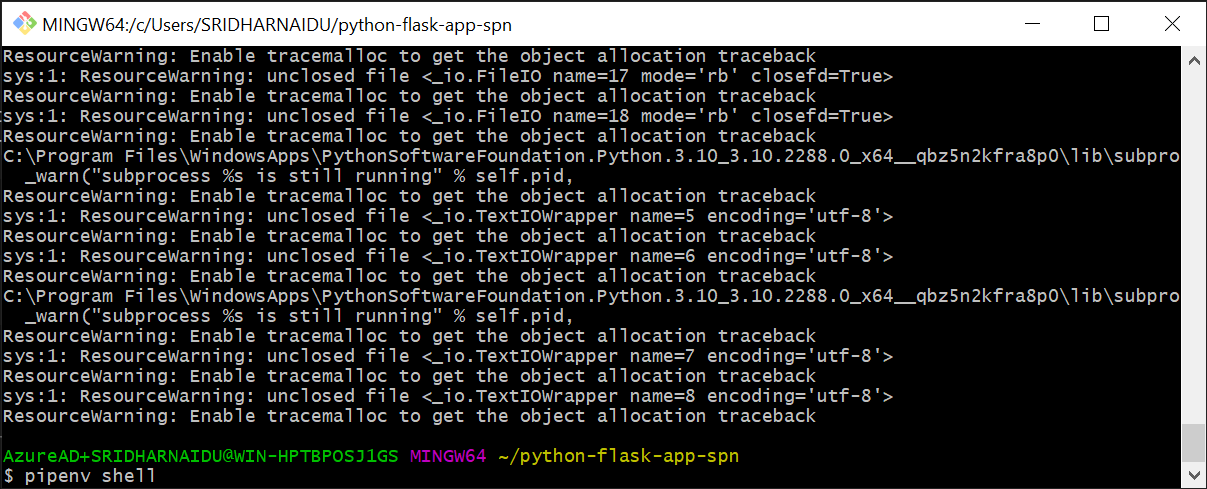 MINGW64:/c/Users/SRIDHARNAIDU/python-flask-app-spn
ResourceWarning: Enable tracemalloc to get the object allocation traceback
sys:1: ResourceWarning: unclosed file <_io.FileIO name=17 mode='rb' closefd=True>
ResourceWarning: Enable tracemalloc to get the object allocation traceback
sys:1: ResourceWarning: unclosed file <_io.FileIO name=18 mode='rb' closefd=True>
ResourceWarning: Enable tracemalloc to get the object allocation traceback
C:\Program Files\WindowsApps\PythonSoftwareFoundation.Python.3.10_3.10.2288.0_x64__qbz5n2kfra8p0\lib\subpro
  _warn("subprocess %s is still running" % self.pid,
ResourceWarning: Enable tracemalloc to get the object allocation traceback
sys:1: ResourceWarning: unclosed file <_io.TextIOWrapper name=5 encoding='utf-8'>
ResourceWarning: Enable tracemalloc to get the object allocation traceback
sys:1: ResourceWarning: unclosed file <_io.TextIOWrapper name=6 encoding='utf-8'>
ResourceWarning: Enable tracemalloc to get the object allocation traceback
C:\Program Files\WindowsApps\PythonSoftwareFoundation.Python.3.10_3.10.2288.0_x64__qbz5n2kfra8p0\lib\subpro
  _warn("subprocess %s is still running" % self.pid,
ResourceWarning: Enable tracemalloc to get the object allocation traceback
sys:1: ResourceWarning: unclosed file <_io.TextIOWrapper name=7 encoding='utf-8'>
ResourceWarning: Enable tracemalloc to get the object allocation traceback
sys:1: ResourceWarning: unclosed file <_io.TextIOWrapper name=8 encoding='utf-8'>
ResourceWarning: Enable tracemalloc to get the object allocation traceback
AzureAD+SRIDHARNAIDU@WIN-HPTBPOSJ1GS MINGW64 ~/python-flask-app-spn
$ pipenv shell